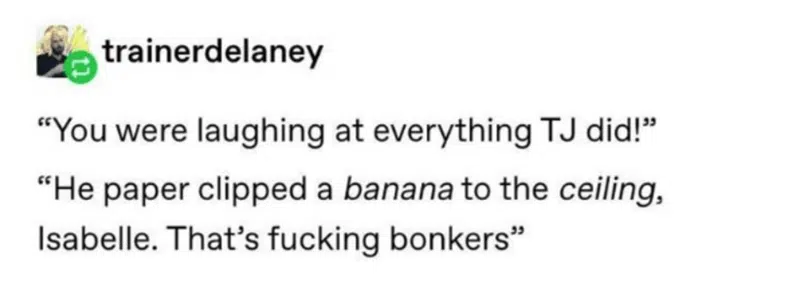 trainerdelaney
“You were laughing at everything TJ did!”
“He paper clipped a banana to the ceiling,
Isabelle. That’s fucking bonkers”